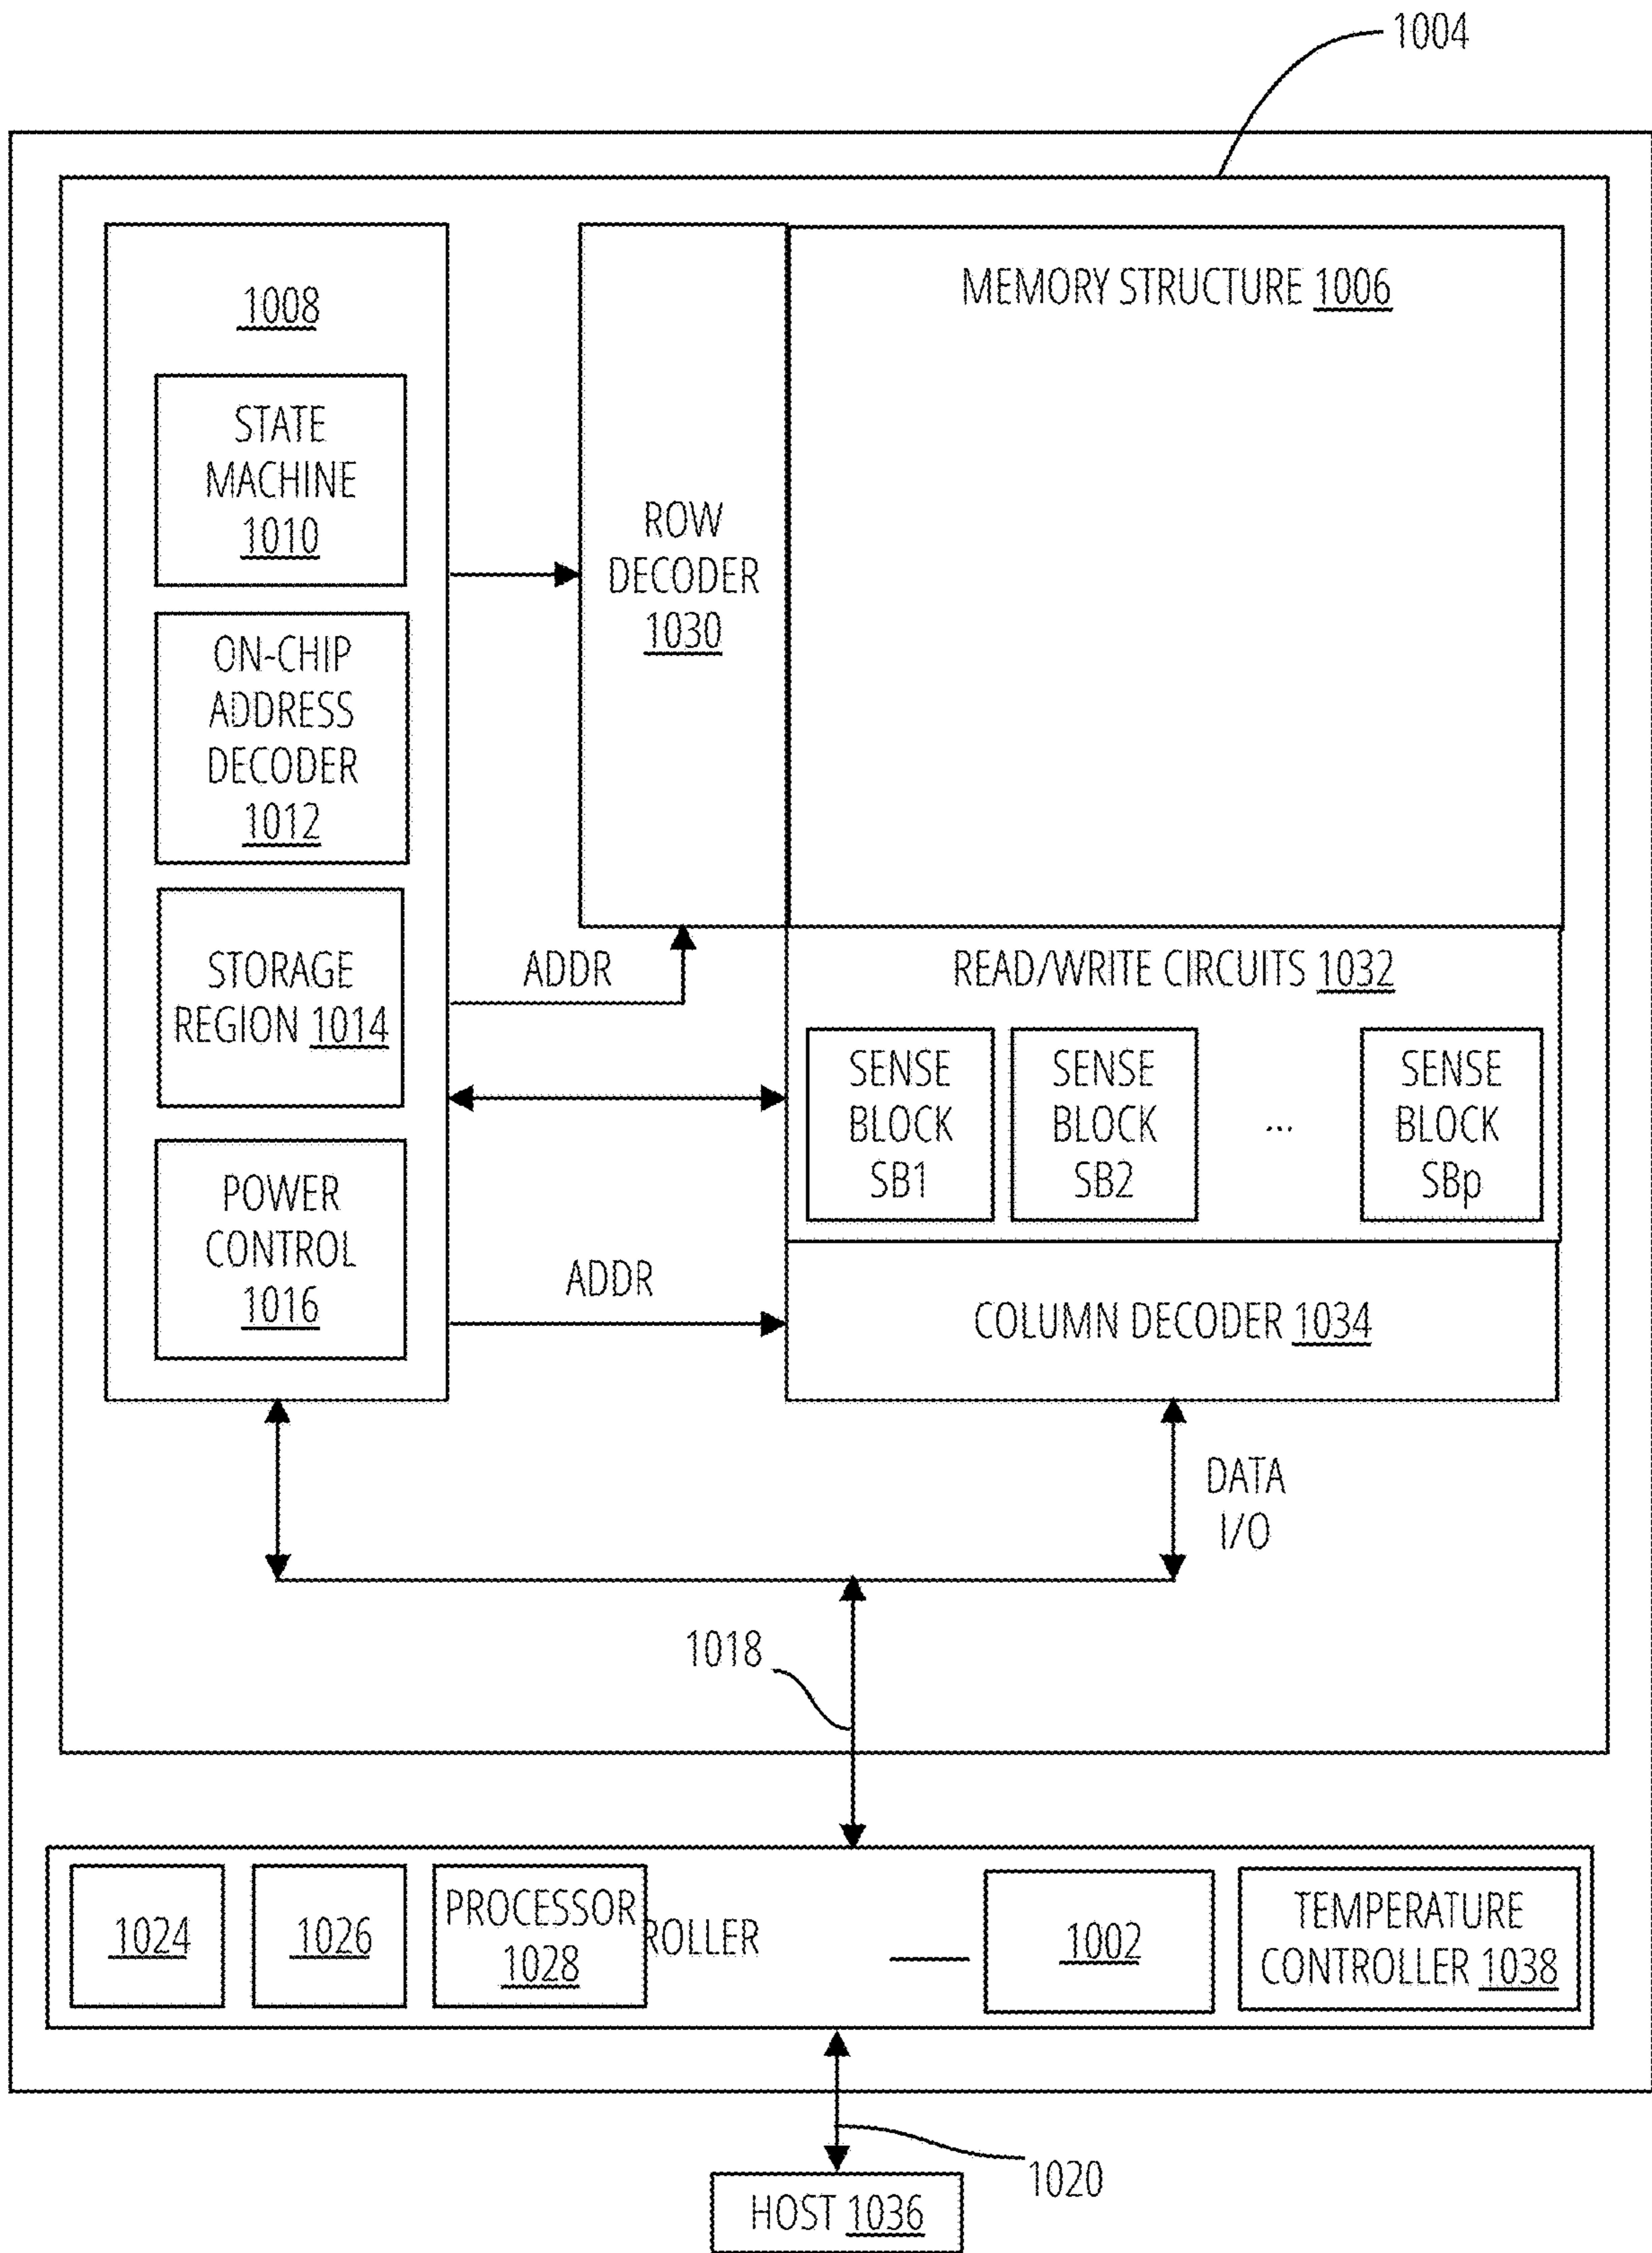 1004
1008
STATE
MACHINE
1010
ON-CHIP
ADDRESS
DECODER
1012
STORAGE
REGION 1014
POWER
CONTROL
1016
ROW
DECODER
1030
MEMORY STRUCTURE 1006
ADDR
READ/WRITE CIRCUITS 1032
SENSE
BLOCK
SB1
SENSE
BLOCK
SB2
...
SENSE
BLOCK
SBp
ADDR
COLUMN DECODER 1034
DATA
I/O
1018
1024
1026
PROCESSOR
1028
ROLLER
1002
TEMPERATURE
CONTROLLER 1038
1020
HOST 1036